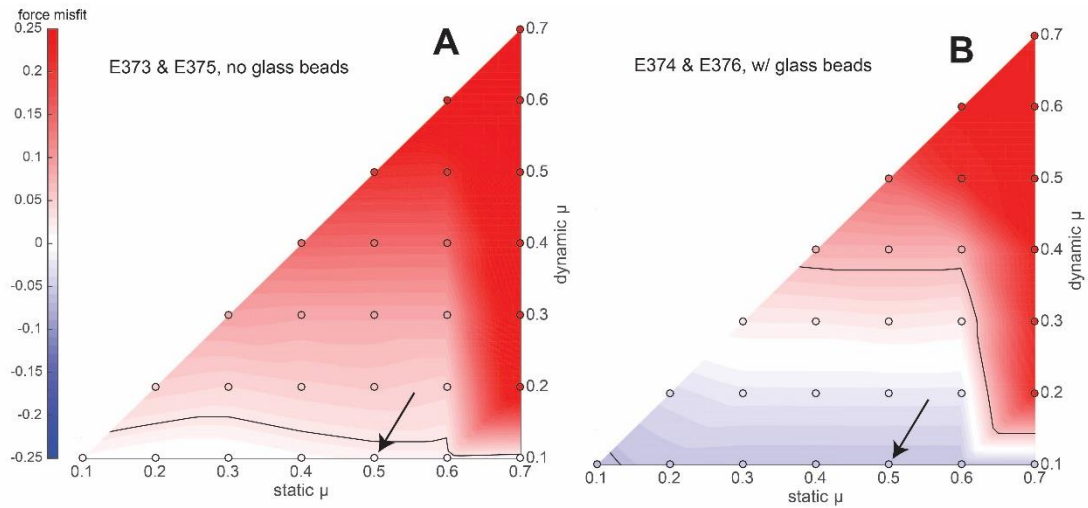 force misfit
0.25
0.2
0.15
0.1
0.05
0
-0.05
-0.1
-0.15
-0.2
-0.25
A
E373 & E375, no glass beads
0.7
0.6
0.5
0.4
0.3
0.2
0.1
dynamic μ
0.1 0.2 0.3 0.4 0.5 0.6 0.7
static μ
B
E374 & E376, w/ glass beads
0.7
0.6
0.5
0.4
0.3
0.2
0.1
dynamic μ
0.1 0.2 0.3 0.4 0.5 0.6 0.7
static μ